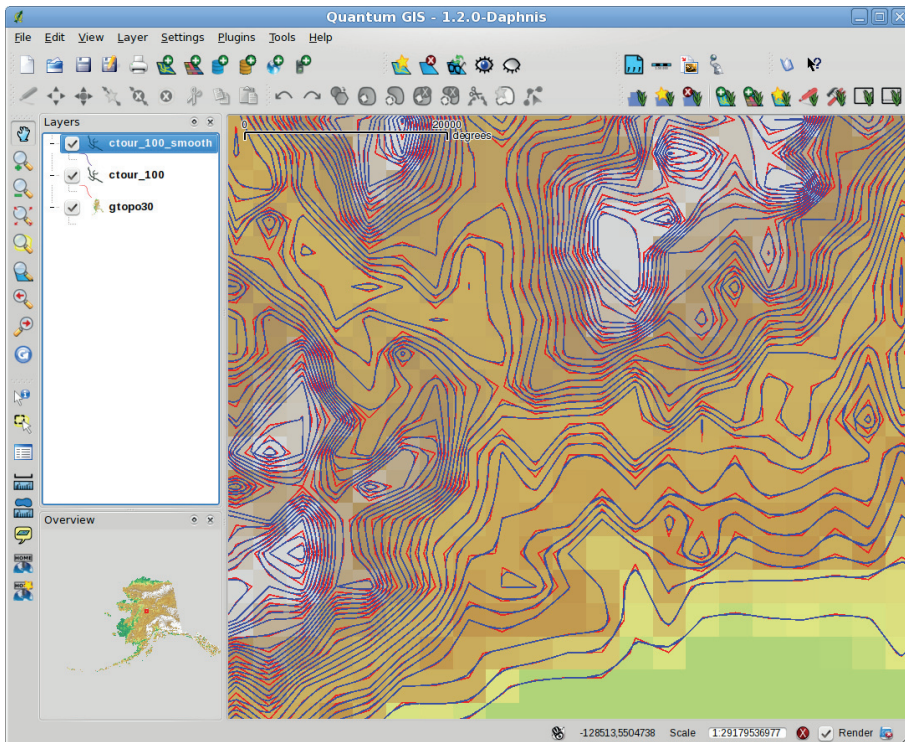 Quantum GIS - 1.2.0-Daphnis
File Edit View Layer Settings Plugins Tools Help
Layers
ctour_100_smooth
ctour_100
gtopo30
0 20000
degrees
HOME
Overview
-128513,5504738 Scale 1:29179536977 Render